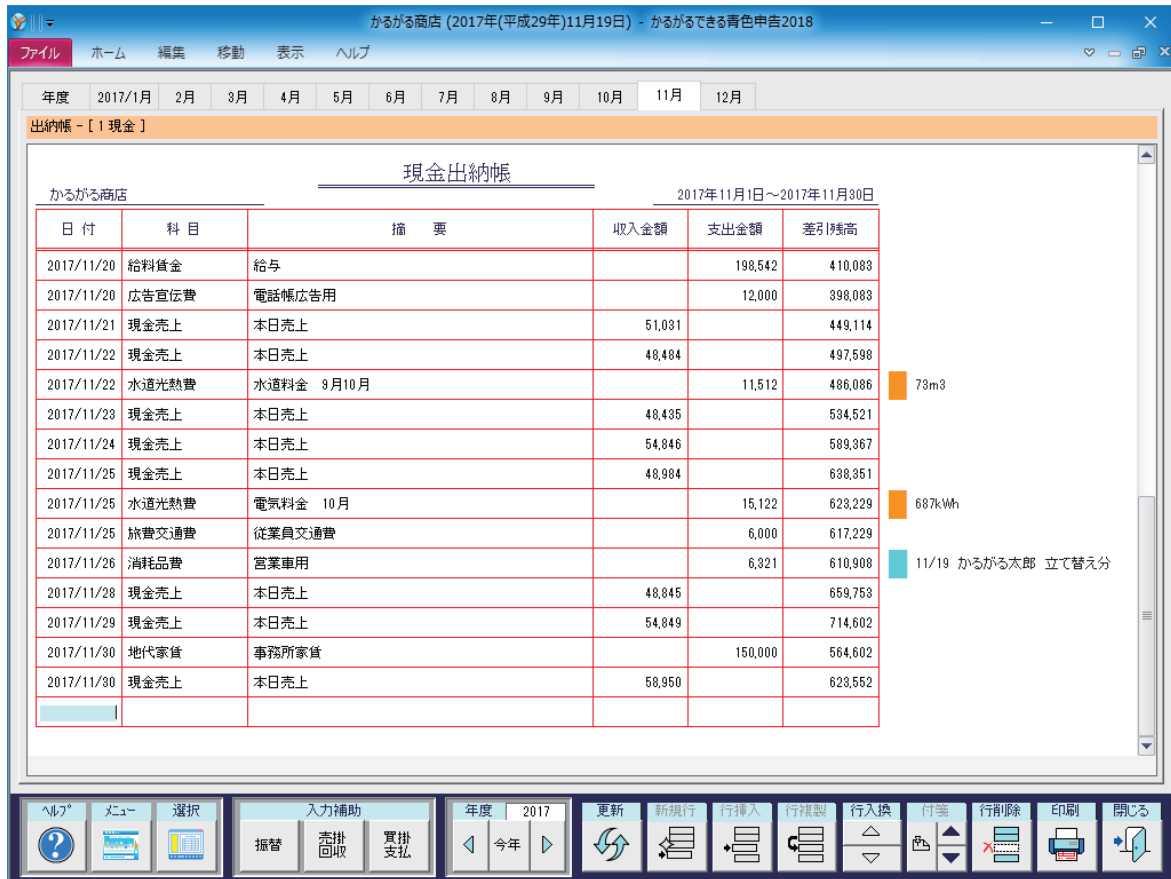 かるがる商店 (2017年(平成29年)11月19日) - かるがるできる青色申告2018
ファイル ホーム 編集 移動 表示 ヘルプ
年度 2017/1月 2月 3月 4月 5月 6月 7月 8月 9月 10月 11月 12月
出納帳 - [ 1 現金 ]
現金出納帳
かるがる商店 2017年11月1日～2017年11月30日
日 付 科 目 摘 要 収入金額 支出金額 差引残高
2017/11/20 給料賃金 給与 198,542 410,083
2017/11/20 広告宣伝費 電話帳広告用 12,000 398,083
2017/11/21 現金売上 本日売上 51,031 449,114
2017/11/22 現金売上 本日売上 48,484 497,598
2017/11/22 水道光熱費 水道料金 9月10月 11,512 486,086 73m3
2017/11/23 現金売上 本日売上 48,435 534,521
2017/11/24 現金売上 本日売上 54,846 589,367
2017/11/25 現金売上 本日売上 48,984 638,351
2017/11/25 水道光熱費 電気料金 10月 15,122 623,229 687kWh
2017/11/25 旅費交通費 従業員交通費 6,000 617,229
2017/11/26 消耗品費 営業車用 6,321 610,908 11/19 かるがる太郎 立て替え分
2017/11/28 現金売上 本日売上 48,845 659,753
2017/11/29 現金売上 本日売上 54,849 714,602
2017/11/30 地代家賃 事務所家賃 150,000 564,602
2017/11/30 現金売上 本日売上 58,950 623,552
ヘルプ メニュー 選択 入力補助 年度 2017 更新 新規行 行挿入 行複製 行入換 付箋 行削除 印刷 閉じる
振替 売掛回収 買掛支払 今年